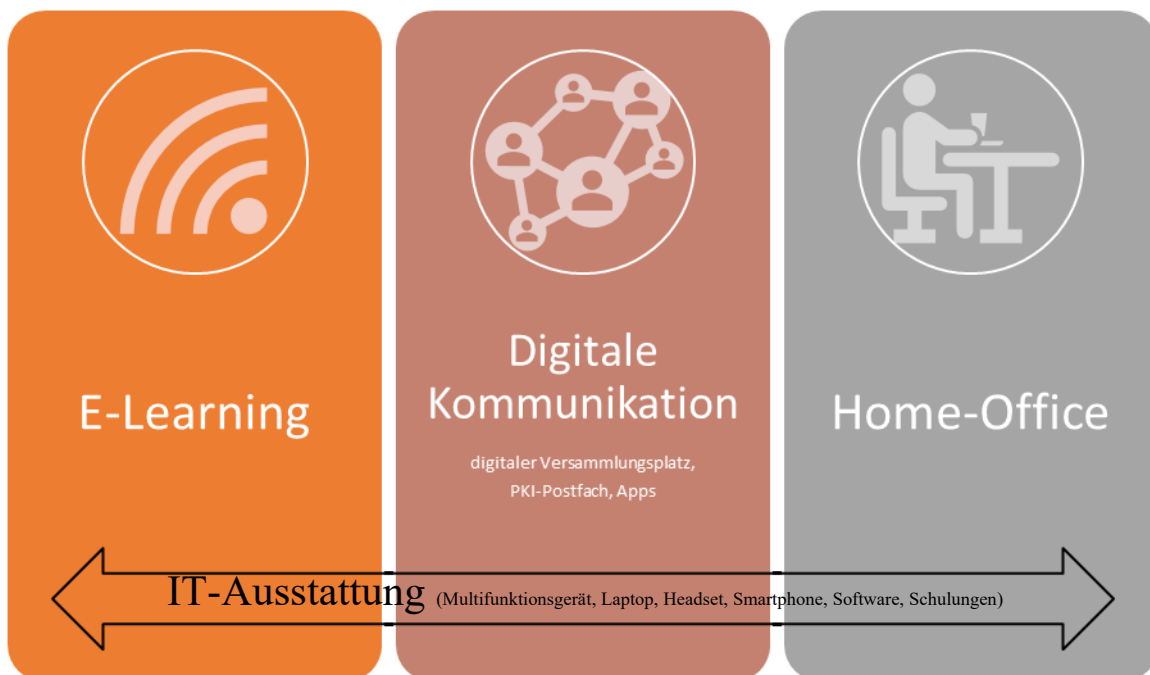 E-Learning
Digitale
Kommunikation
digitaler Versammlungsplatz,
PKI-Postfach, Apps
Home-Office
IT-Ausstattung (Multifunktionsgerät, Laptop, Headset, Smartphone, Software, Schulungen)